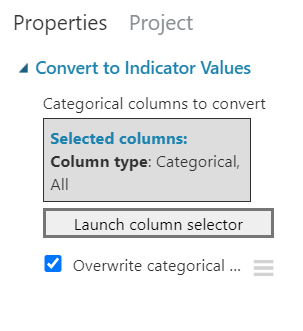 Properties Project
Convert to Indicator Values
Categorical columns to convert
Selected columns:
Column type: Categorical,
All
Launch column selector
Overwrite categorical ...